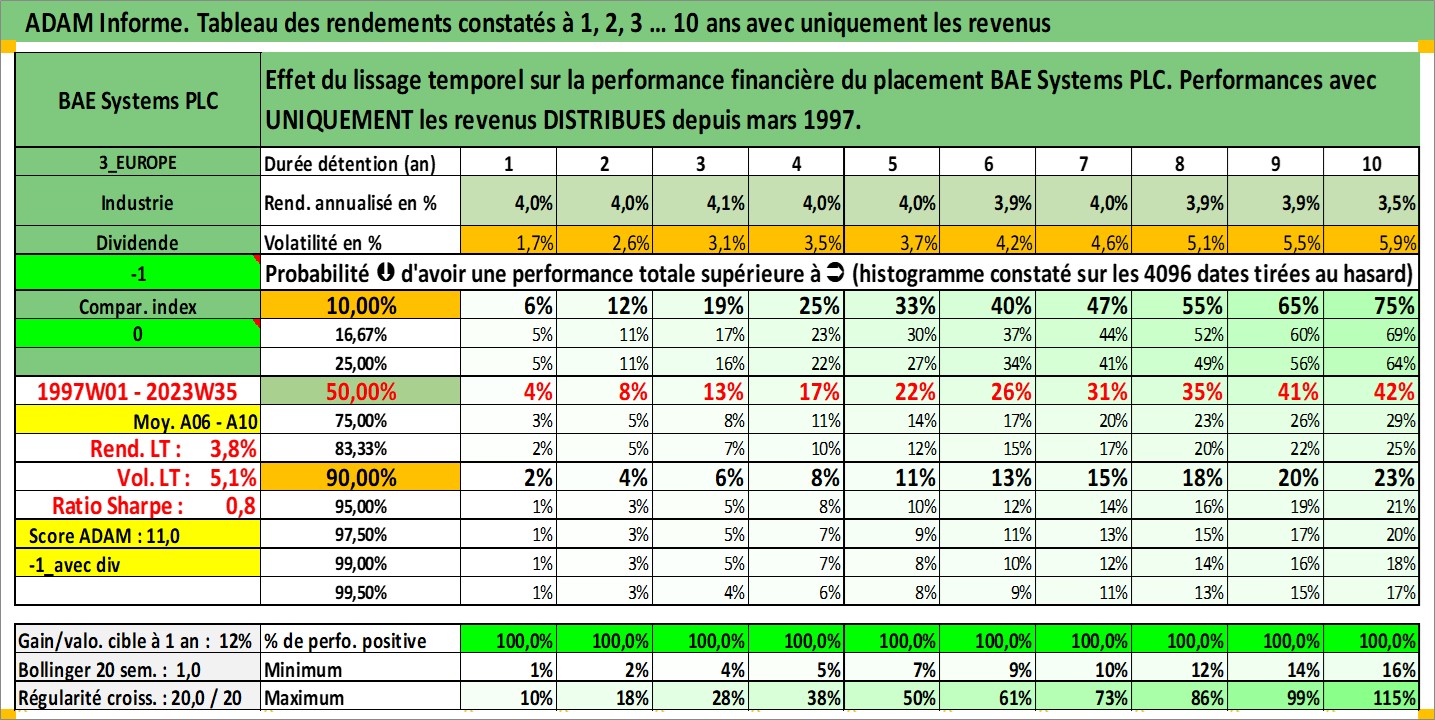 ADAM Informe. Tableau des rendements constatés à 1, 2, 3 ... 10 ans avec uniquement les revenus
BAE Systems PLC
Effet du lissage temporel sur la performance financière du placement BAE Systems PLC. Performances avec
UNIQUEMENT les revenus DISTRIBUES depuis mars 1997.
3_EUROPE Durée détention (an) 1 2 3 4 5 6 7 8 9 10
Industrie Rend. annualisé en % 4,0% 4,0% 4,1% 4,0% 4,0% 3,9% 4,0% 3,9% 3,9% 3,5%
Dividende Volatilité en % 1,7% 2,6% 3,1% 3,5% 3,7% 4,2% 4,6% 5,1% 5,5% 5,9%
-1 Probabilité d'avoir une performance totale supérieure à (histogramme constaté sur les 4096 dates tirées au hasard)
Compar. index 10,00% 6% 12% 19% 25% 33% 40% 47% 55% 65% 75%
0 16,67% 5% 11% 17% 23% 30% 37% 44% 52% 60% 69%
25,00% 5% 11% 16% 22% 27% 34% 41% 49% 56% 64%
1997W01 - 2023W35 50,00% 4% 8% 13% 17% 22% 26% 31% 35% 41% 42%
Moy. A06 - A10 75,00% 3% 5% 8% 11% 14% 17% 20% 23% 26% 29%
Rend. LT : 3,8% 83,33% 2% 5% 7% 10% 12% 15% 17% 20% 22% 25%
Vol. LT : 5,1% 90,00% 2% 4% 6% 8% 11% 13% 15% 18% 20% 23%
Ratio Sharpe : 0,8 95,00% 1% 3% 5% 8% 10% 12% 14% 16% 19% 21%
Score ADAM : 11,0 97,50% 1% 3% 5% 7% 9% 11% 13% 15% 17% 20%
-1_avec div 99,00% 1% 3% 5% 7% 8% 10% 12% 14% 16% 18%
99,50% 1% 3% 4% 6% 8% 9% 11% 13% 15% 17%
Gain/valo. cible à 1 an : 12% % de perfo. positive 100,0% 100,0% 100,0% 100,0% 100,0% 100,0% 100,0% 100,0% 100,0% 100,0%
Bollinger 20 sem. : 1,0 Minimum 1% 2% 4% 5% 7% 9% 10% 12% 14% 16%
Régularité croiss. : 20,0 / 20 Maximum 10% 18% 28% 38% 50% 61% 73% 86% 99% 115%